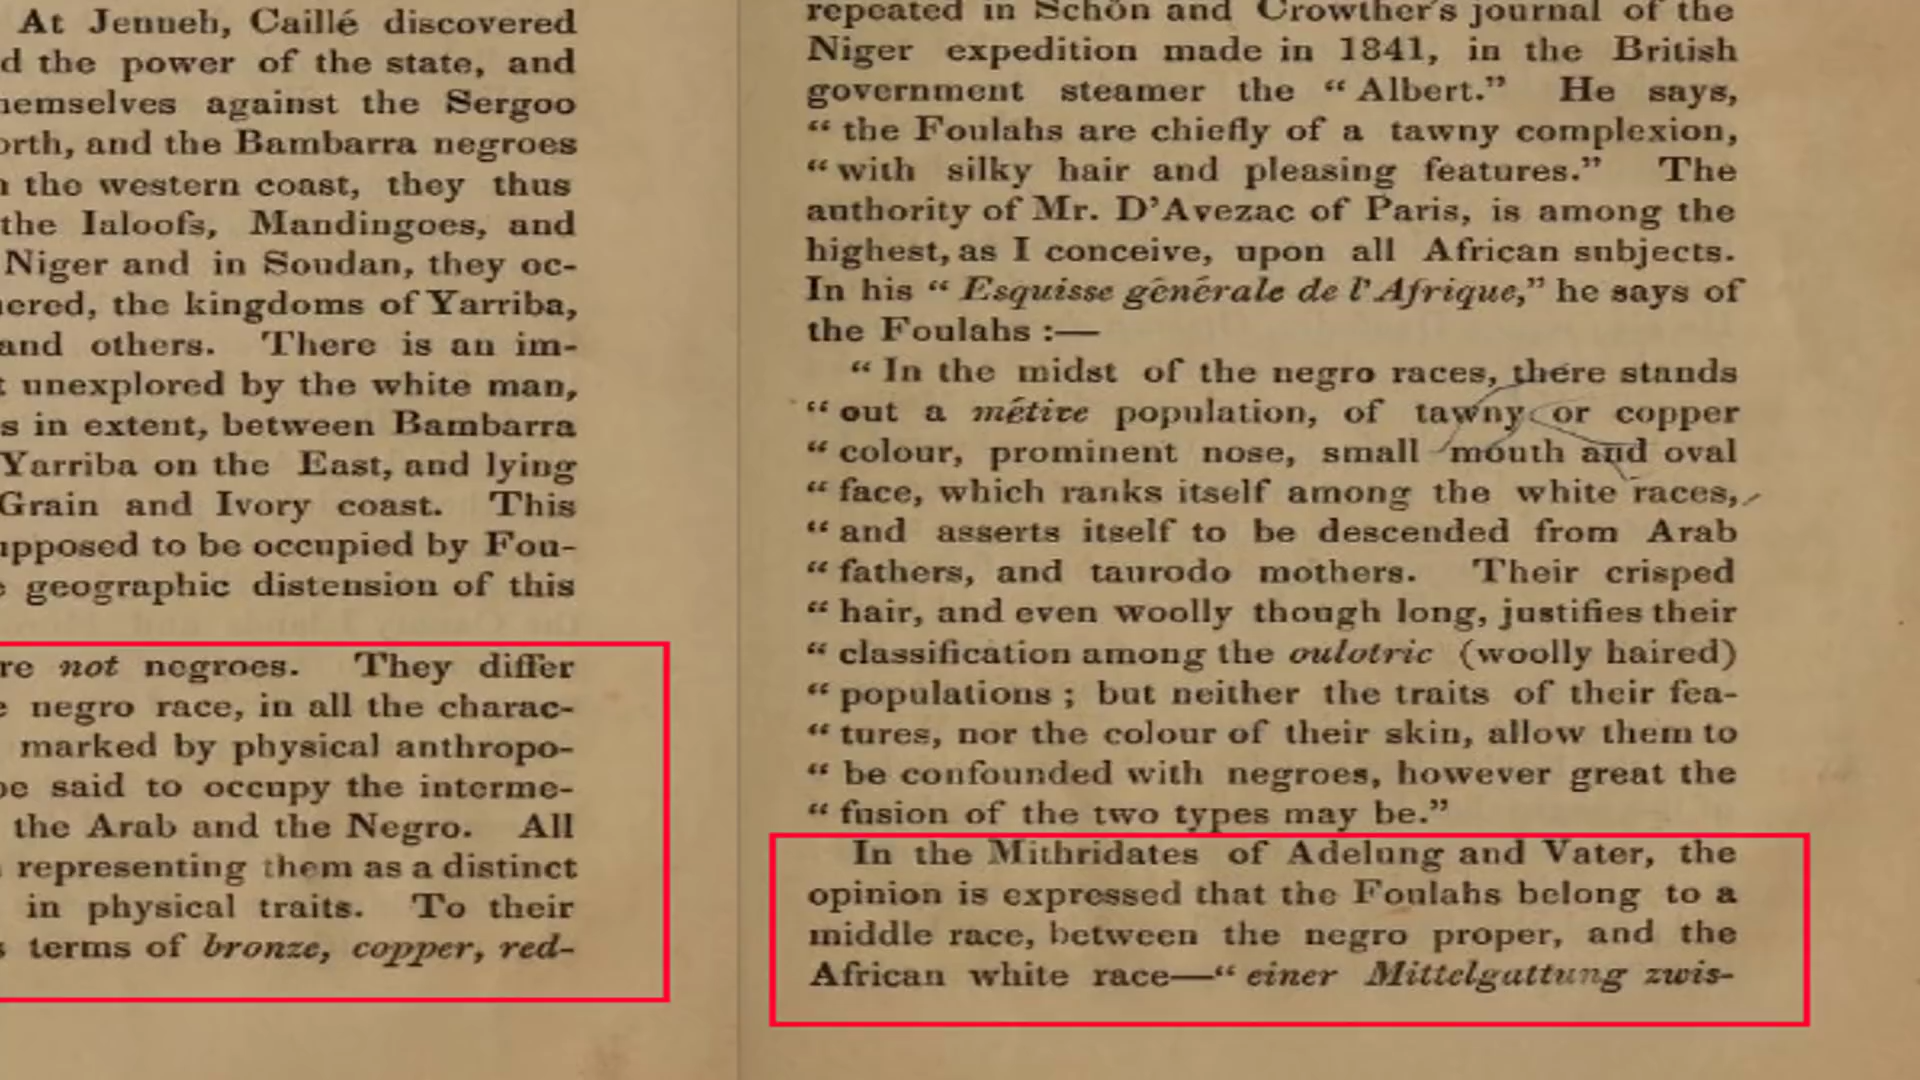 At Jenneh, Caillé discovered
d the power of the state, and
hemselves against the Sergoo
orth, and the Bambarra negroes
the western coast, they thus
the Ialoofs, Mandingoes, and
Niger and in Soudan, they oc-
ered, the kingdoms of Yarriba,
and others. There is an im-
t unexplored by the white man,
s in extent, between Bambarra
Yarriba on the East, and lying
Grain and Ivory coast. This
upposed to be occupied by Fou-
e geographic distension of this
re not negroes. They differ
e negro race, in all the charac-
marked by physical anthropo-
be said to occupy the interme-
the Arab and the Negro. All
representing them as a distinct
in physical traits. To their
s terms of bronze, copper, red-
repeated in Schön and Crowther's journal of the
Niger expedition made in 1841, in the British
government steamer the “ Albert.” He says,
“ the Foulahs are chiefly of a tawny complexion,
“ with silky hair and pleasing features.” The
authority of Mr. D'Avezac of Paris, is among the
highest, as I conceive, upon all African subjects.
In his “ Esquisse générale de l'Afrique,” he says of
the Foulahs :—
“ In the midst of the negro races, there stands
“ out a métive population, of tawny or copper
“ colour, prominent nose, small mouth and oval
“ face, which ranks itself among the white races,
“ and asserts itself to be descended from Arab
“ fathers, and taurodo mothers. Their crisped
“ hair, and even woolly though long, justifies their
“ classification among the oulotric (woolly haired)
“ populations ; but neither the traits of their fea-
“ tures, nor the colour of their skin, allow them to
“ be confounded with negroes, however great the
“ fusion of the two types may be.”
In the Mithridates of Adelung and Vater, the
opinion is expressed that the Foulahs belong to a
middle race, between the negro proper, and the
African white race—“ einer Mittelgattung zwis-